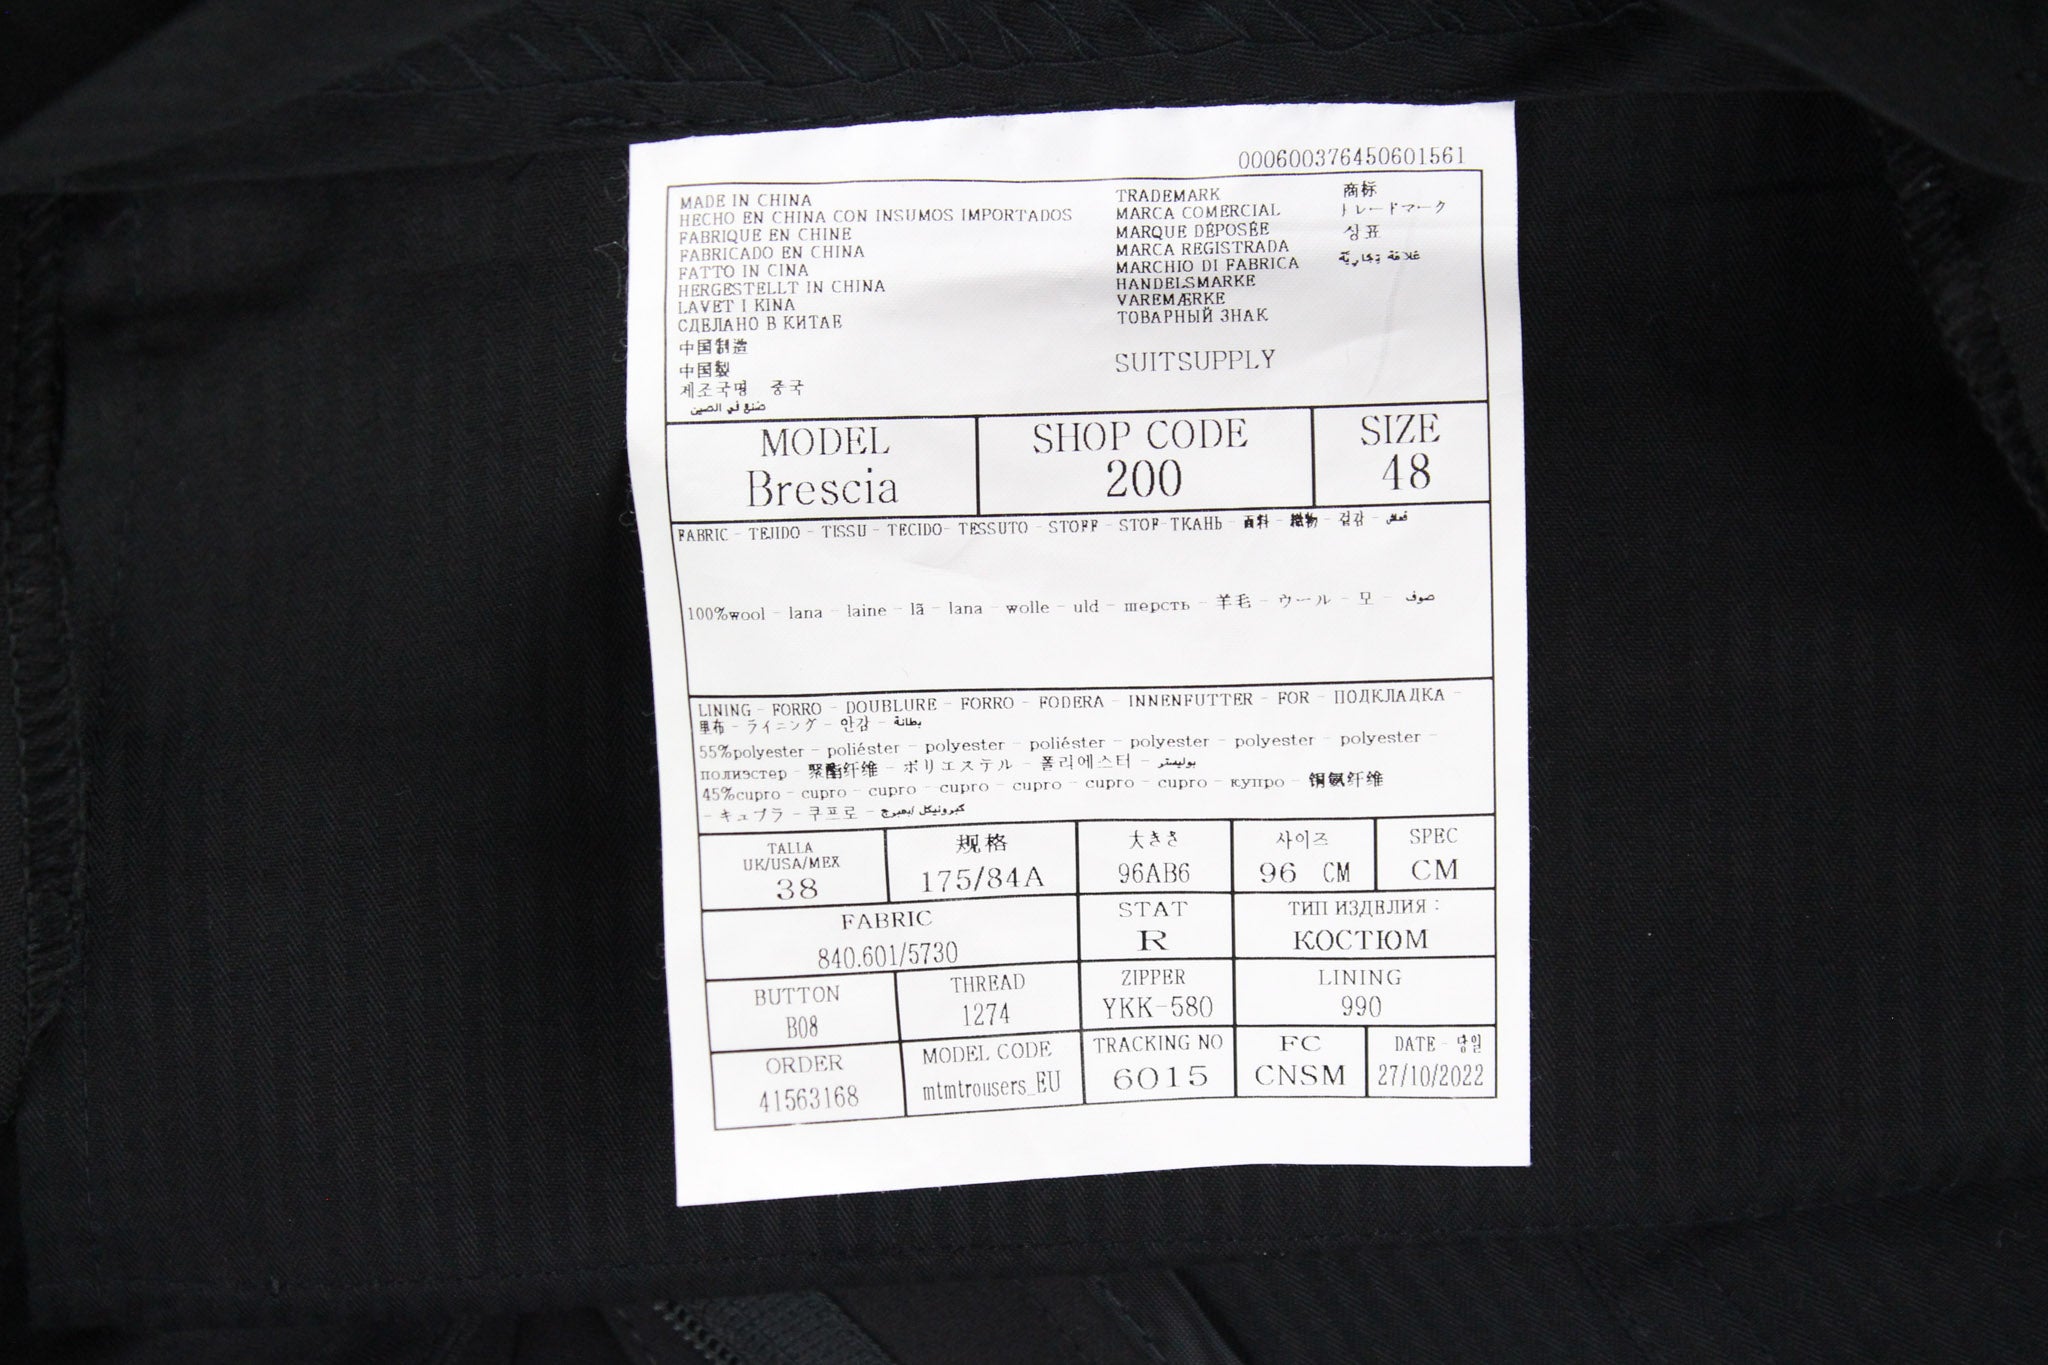 000600376450601561
MADE IN CHINA
HECHO EN CHINA CON INSUMOS IMPORTADOS
FABRIQUE EN CHINE
FABRICADO EN CHINA
FATTO IN CINA
HERGESTELLT IN CHINA
LAVET I KINA
СДЕЛАНО В КИТАЕ
中国制造
中国製
제조국명 중국
صنع في الصين
TRADEMARK
MARCA COMERCIAL
MARQUE DÉPOSÉE
MARCA REGISTRADA
MARCHIO DI FABRICA
HANDELSMARKE
VAREMÆRKE
ТОВАРНЫЙ ЗНАК
商标
トレードマーク
상표
علامة تجارية
SUITSUPPLY
MODEL
Brescia
SHOP CODE
200
SIZE
48
FABRIC - TEJIDO - TISSU - TECIDO - TESSUTO - STOFF - STOF - ТКАНЬ - 面料 - 織物 - 겉감 - قماش
100%wool - lana - laine - lã - lana - wolle - uld - шерсть - 羊毛 - ウール - 모 - صوف
LINING - FORRO - DOUBLURE - FORRO - FODERA - INNENFUTTER - FOR - ПОДКЛАДКА -
里布 - ライニング - 안감 - بطانة
55%polyester - poliéster - polyester - poliéster - polyester - polyester - polyester -
полиэстер - 聚酯纤维 - ポリエステル - 폴리에스터 - بوليستر
45%cupro - cupro - cupro - cupro - cupro - cupro - cupro - купро - 铜氨纤维
- キュプラ - 쿠프로 -
TALLA
UK/USA/MEX
38
规格
175/84A
大きさ
96AB6
사이즈
96 CM
SPEC
CM
FABRIC
840.601/5730
STAT
R
ТИП ИЗДЕЛИЯ :
КОСТЮМ
BUTTON
B08
THREAD
1274
ZIPPER
YKK-580
LINING
990
ORDER
41563168
MODEL CODE
mtmtrousers_EU
TRACKING NO
6015
FC
CNSM
DATE -
27/10/2022